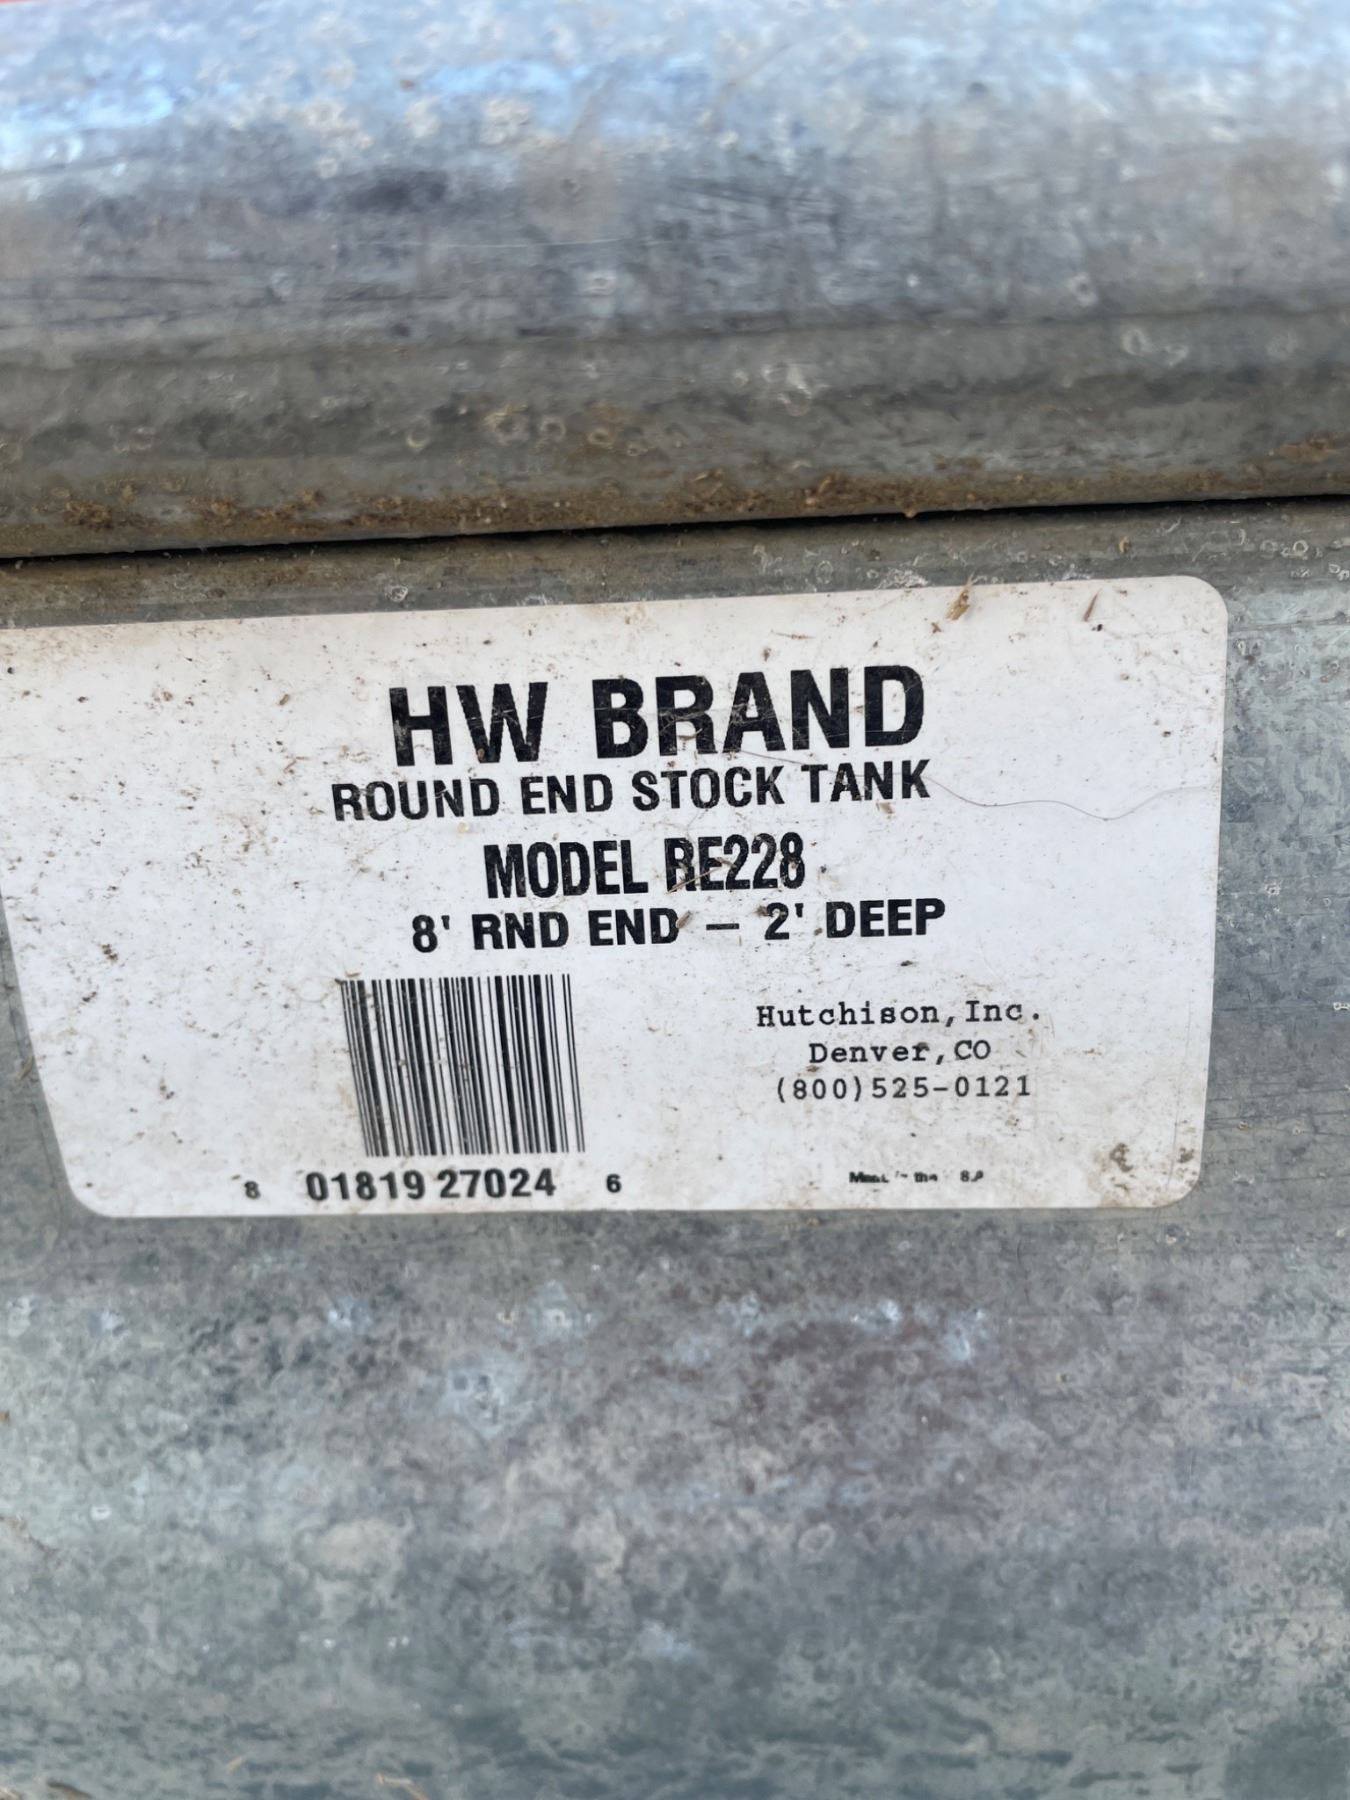 HW BRAND
ROUND END STOCK TANK
MODEL RE228
8' RND END – 2' DEEP
Hutchison, Inc.
Denver, CO
(800)525-0121
8 01819 27024 6